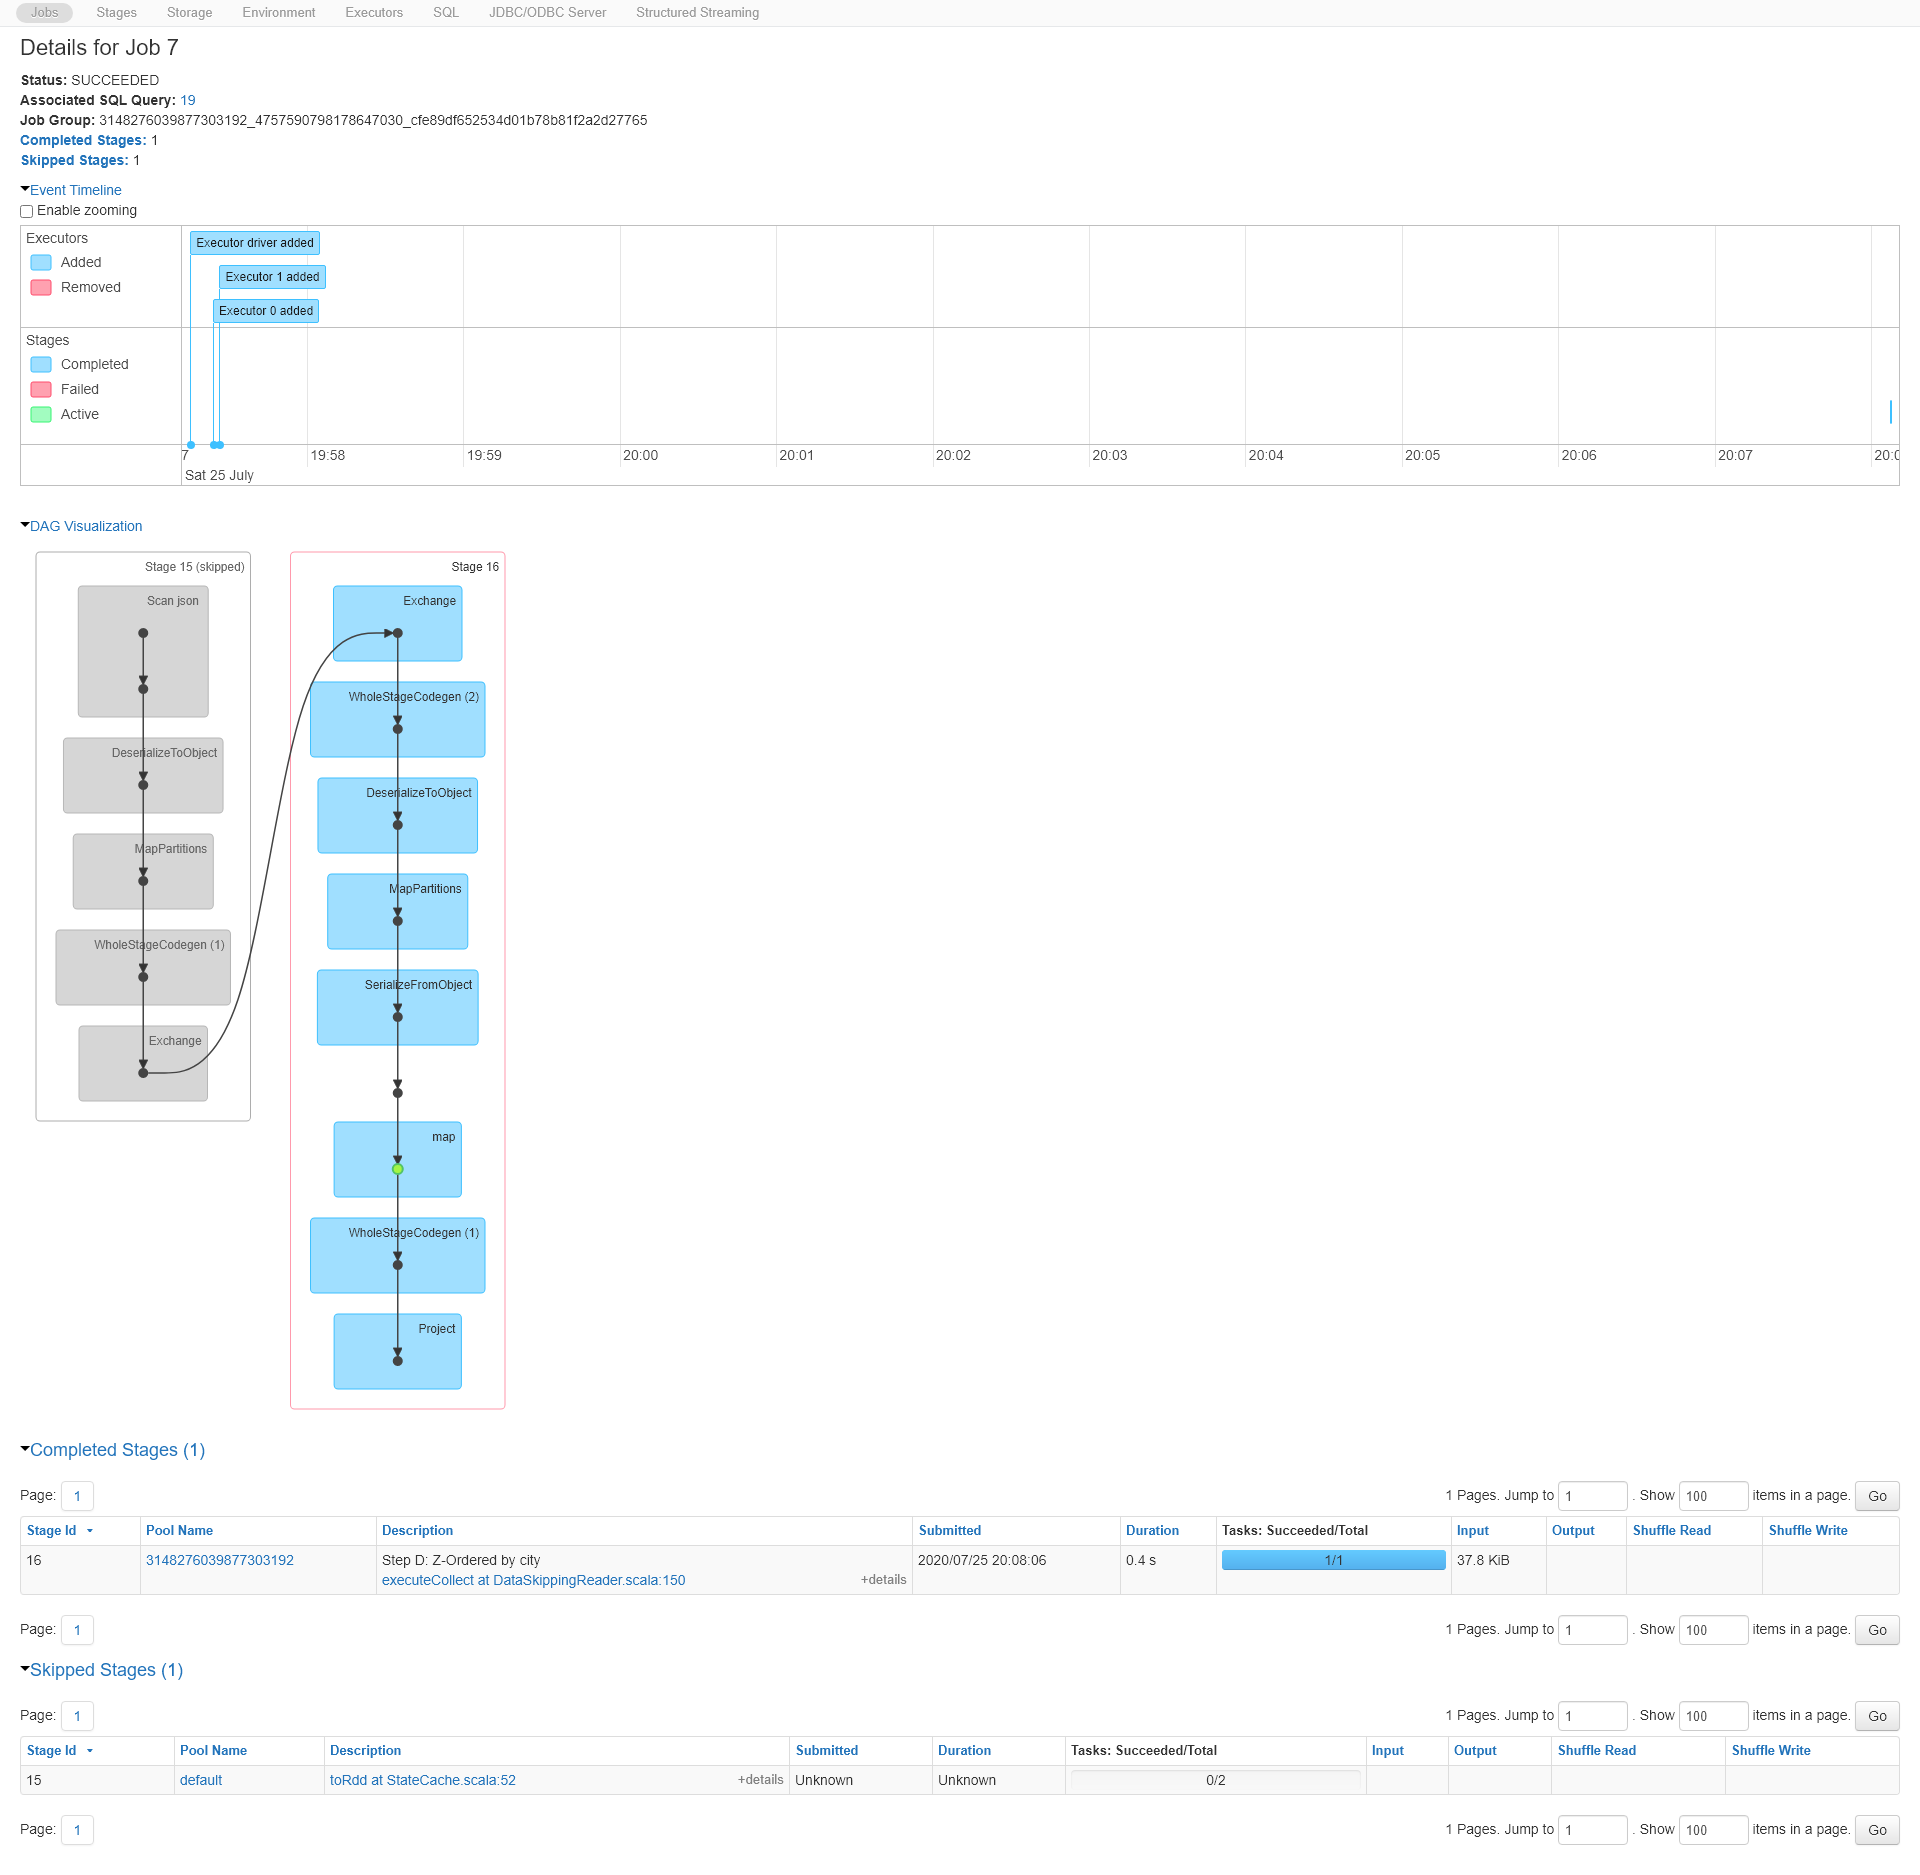 Jobs Stages Storage Environment Executors SQL JDBC/ODBC Server Structured Streaming
Details for Job 7
Status: SUCCEEDED
Associated SQL Query: 19
Job Group: 3148276039877303192_4757590798178647030_cfe89df652534d01b78b81f2a2d27765
Completed Stages: 1
Skipped Stages: 1
Event Timeline
Enable zooming
Executors
Added
Removed
Executor driver added
Executor 1 added
Executor 0 added
Stages
Completed
Failed
Active
7 19:58 19:59 20:00 20:01 20:02 20:03 20:04 20:05 20:06 20:07
Sat 25 July
DAG Visualization
Stage 15 (skipped)
Scan json
DeserializeToObject
MapPartitions
WholeStageCodegen (1)
Exchange
Stage 16
Exchange
WholeStageCodegen (2)
DeserializeToObject
MapPartitions
SerializeFromObject
map
WholeStageCodegen (1)
Project
Completed Stages (1)
Page: 1 1 Pages. Jump to 1 . Show 100 items in a page. Go
Stage Id Pool Name Description Submitted Duration Tasks: Succeeded/Total Input Output Shuffle Read Shuffle Write
16 3148276039877303192 Step D: Z-Ordered by city 2020/07/25 20:08:06 0.4 s 1/1 37.8 KiB
executeCollect at DataSkippingReader.scala:150 +details
Page: 1 1 Pages. Jump to 1 . Show 100 items in a page. Go
Skipped Stages (1)
Page: 1 1 Pages. Jump to 1 . Show 100 items in a page. Go
Stage Id Pool Name Description Submitted Duration Tasks: Succeeded/Total Input Output Shuffle Read Shuffle Write
15 default toRdd at StateCache.scala:52 +details Unknown Unknown 0/2
Page: 1 1 Pages. Jump to 1 . Show 100 items in a page. Go